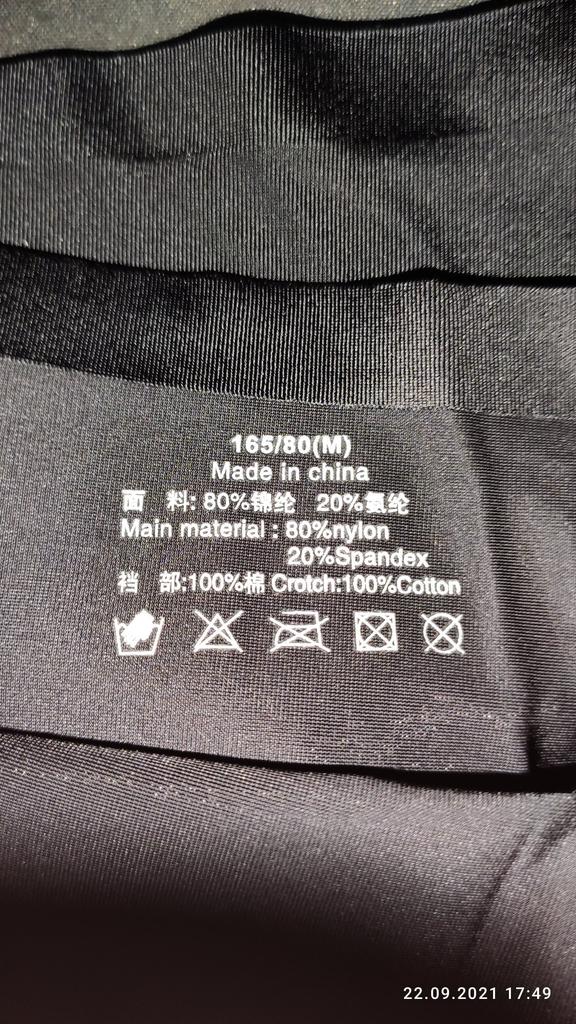 165/80(M)
Made in china
面 料: 80%锦纶 20%氨纶
Main material : 80%nylon
20%Spandex
裆 部:100%棉 Crotch:100%Cotton
22.09.2021 17:49